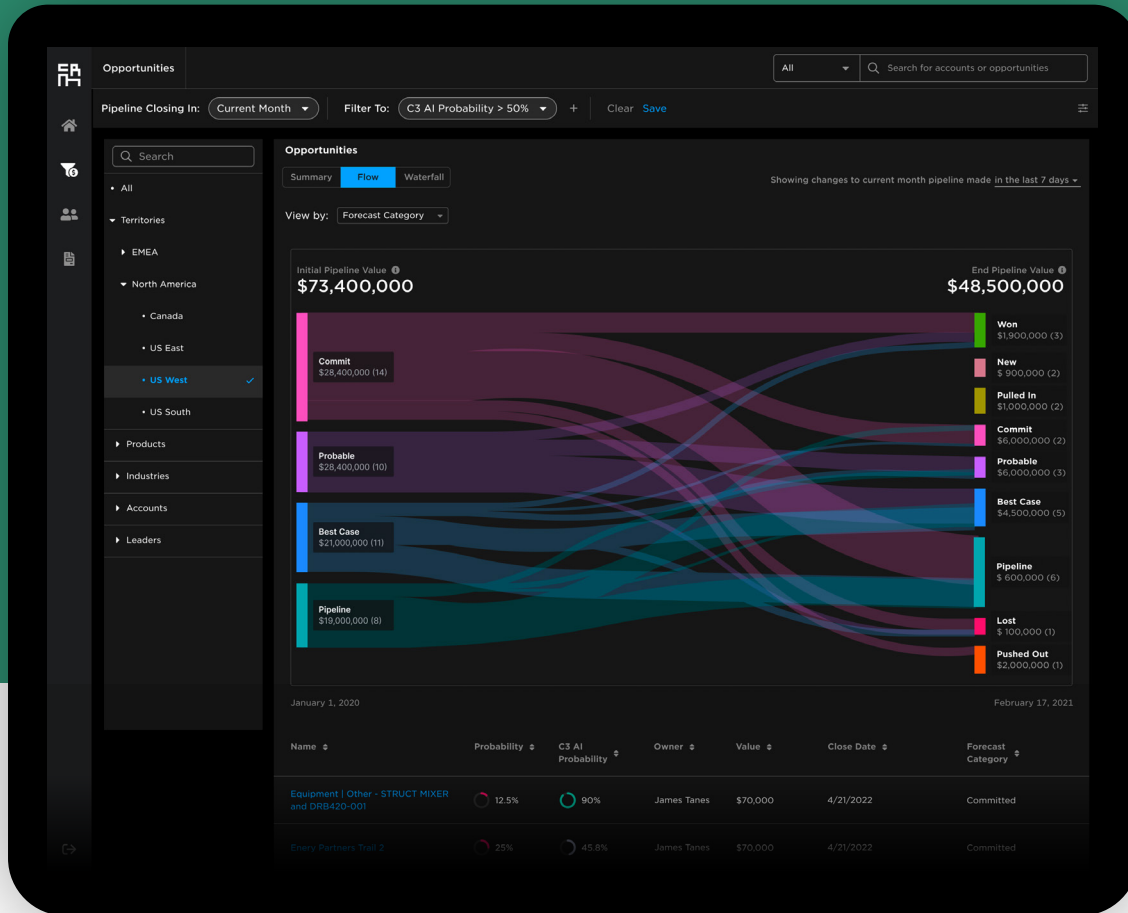 Opportunities
All
Search for accounts or opportunities
Pipeline Closing In: Current Month Filter To: C3 AI Probability > 50% + Clear Save
Search
• All
Territories
EMEA
North America
• Canada
• US East
• US West
• US South
Products
Industries
Accounts
Leaders
Opportunities
Summary Flow Waterfall
Showing changes to current month pipeline made in the last 7 days
View by: Forecast Category
Initial Pipeline Value
$73,400,000
End Pipeline Value
$48,500,000
Commit
$28,400,000 (14)
Probable
$28,400,000 (10)
Best Case
$21,000,000 (11)
Pipeline
$19,000,000 (8)
Won
$1,900,000 (3)
New
$ 900,000 (2)
Pulled In
$1,000,000 (2)
Commit
$6,000,000 (2)
Probable
$6,000,000 (3)
Best Case
$4,500,000 (5)
Pipeline
$ 600,000 (6)
Lost
$ 100,000 (1)
Pushed Out
$2,000,000 (1)
January 1, 2020
February 17, 2021
Name Probability C3 AI Probability Owner Value Close Date Forecast Category
Equipment | Other - STRUCT MIXER
and DRB420-001
12.5% 90% James Tanes $70,000 4/21/2022 Committed
Enery Partners Trail 2 25% 45.8% James Tanes $70,000 4/21/2022 Committed